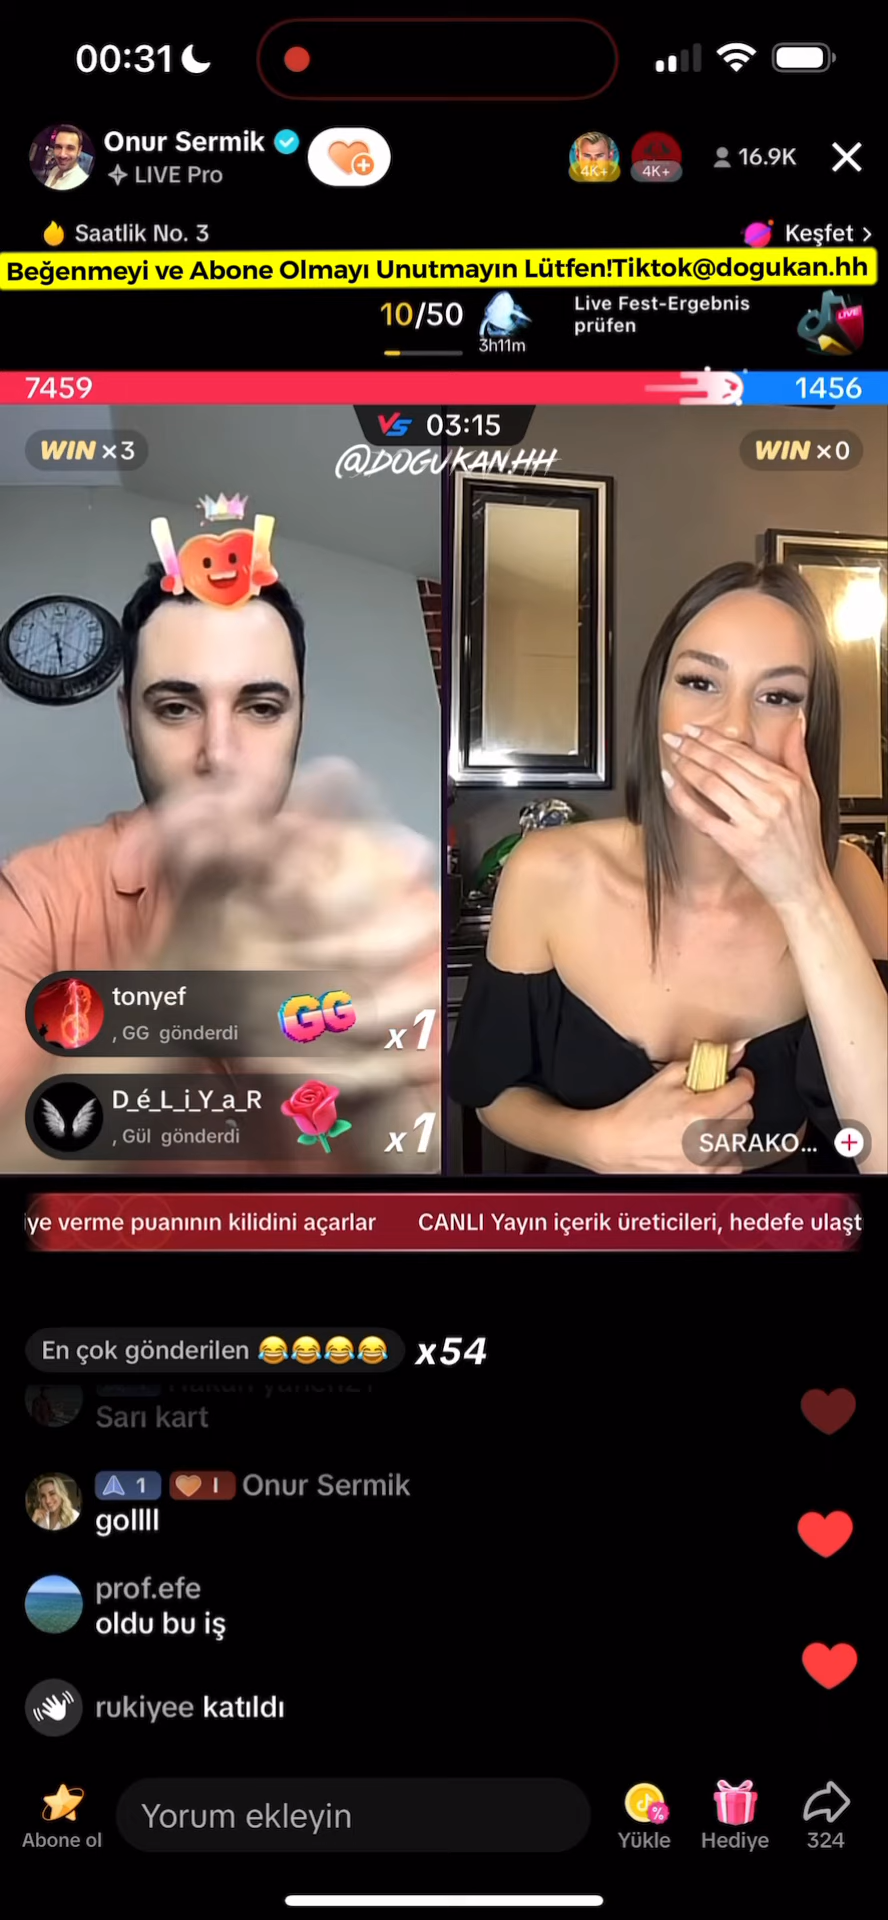 00:31
Onur Sermik
LIVE Pro
4K+
4K+
16.9K
Saatlik No. 3
Keşfet >
Beğenmeyi ve Abone Olmayı Unutmayın Lütfen!Tiktok@dogukan.hh
10/50
3h11m
Live Fest-Ergebnis
prüfen
LIVE
7459
1456
VS 03:15
WIN x3
WIN x0
@DOGUKAN.HH
tonyef
, GG gönderdi
GG
x1
D_é_L_i_Y_a_R
, Gül gönderdi
x1
SARAKO...
iye verme puanının kilidini açarlar
CANLI Yayın içerik üreticileri, hedefe ulaşt
En çok gönderilen 😂😂😂😂 x54
Sarı kart
1 I Onur Sermik
gollll
prof.efe
oldu bu iş
rukiyee katıldı
Abone ol
Yorum ekleyin
Yükle
Hediye
324